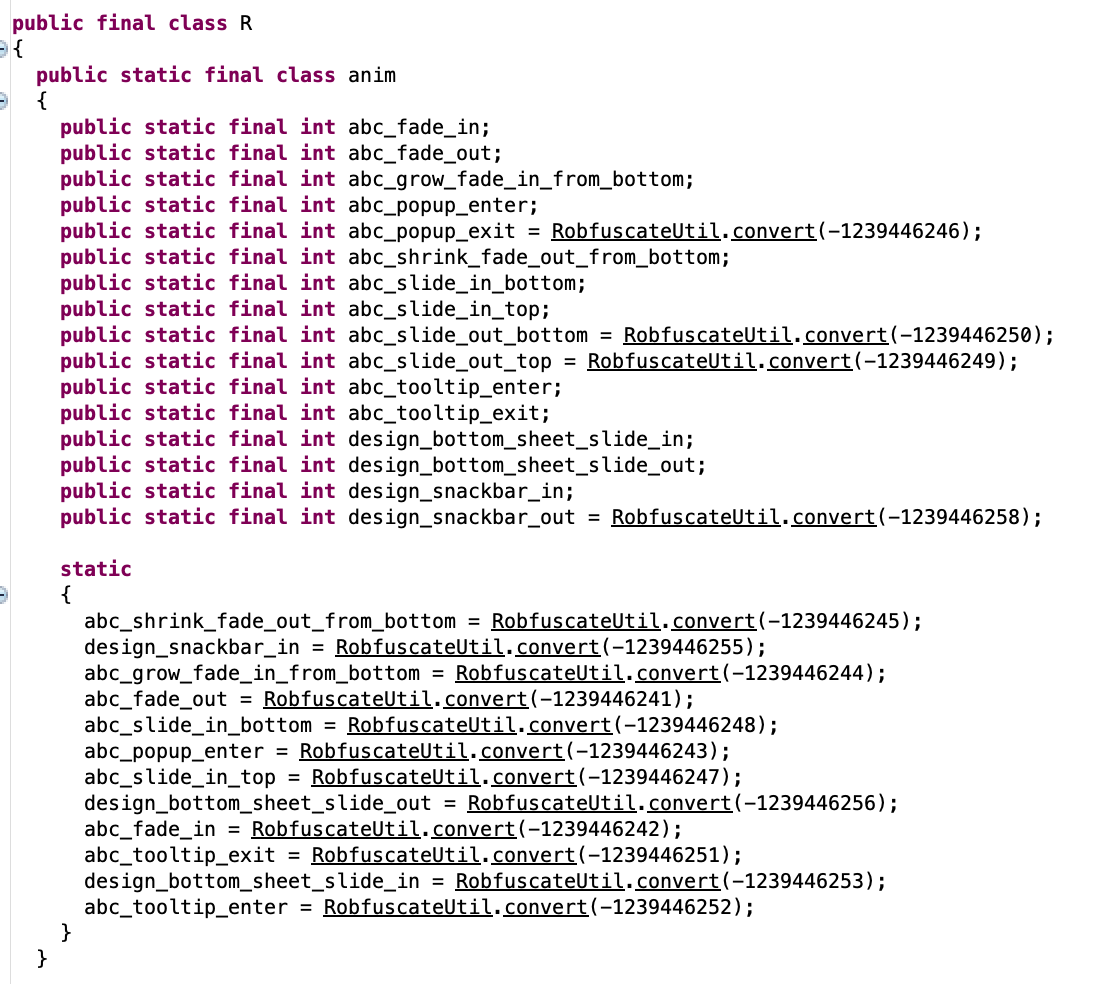 public final class R
{
  public static final class anim
  {
    public static final int abc_fade_in;
    public static final int abc_fade_out;
    public static final int abc_grow_fade_in_from_bottom;
    public static final int abc_popup_enter;
    public static final int abc_popup_exit = RobfuscateUtil.convert(-1239446246);
    public static final int abc_shrink_fade_out_from_bottom;
    public static final int abc_slide_in_bottom;
    public static final int abc_slide_in_top;
    public static final int abc_slide_out_bottom = RobfuscateUtil.convert(-1239446250);
    public static final int abc_slide_out_top = RobfuscateUtil.convert(-1239446249);
    public static final int abc_tooltip_enter;
    public static final int abc_tooltip_exit;
    public static final int design_bottom_sheet_slide_in;
    public static final int design_bottom_sheet_slide_out;
    public static final int design_snackbar_in;
    public static final int design_snackbar_out = RobfuscateUtil.convert(-1239446258);

    static
    {
      abc_shrink_fade_out_from_bottom = RobfuscateUtil.convert(-1239446245);
      design_snackbar_in = RobfuscateUtil.convert(-1239446255);
      abc_grow_fade_in_from_bottom = RobfuscateUtil.convert(-1239446244);
      abc_fade_out = RobfuscateUtil.convert(-1239446241);
      abc_slide_in_bottom = RobfuscateUtil.convert(-1239446248);
      abc_popup_enter = RobfuscateUtil.convert(-1239446243);
      abc_slide_in_top = RobfuscateUtil.convert(-1239446247);
      design_bottom_sheet_slide_out = RobfuscateUtil.convert(-1239446256);
      abc_fade_in = RobfuscateUtil.convert(-1239446242);
      abc_tooltip_exit = RobfuscateUtil.convert(-1239446251);
      design_bottom_sheet_slide_in = RobfuscateUtil.convert(-1239446253);
      abc_tooltip_enter = RobfuscateUtil.convert(-1239446252);
    }
  }